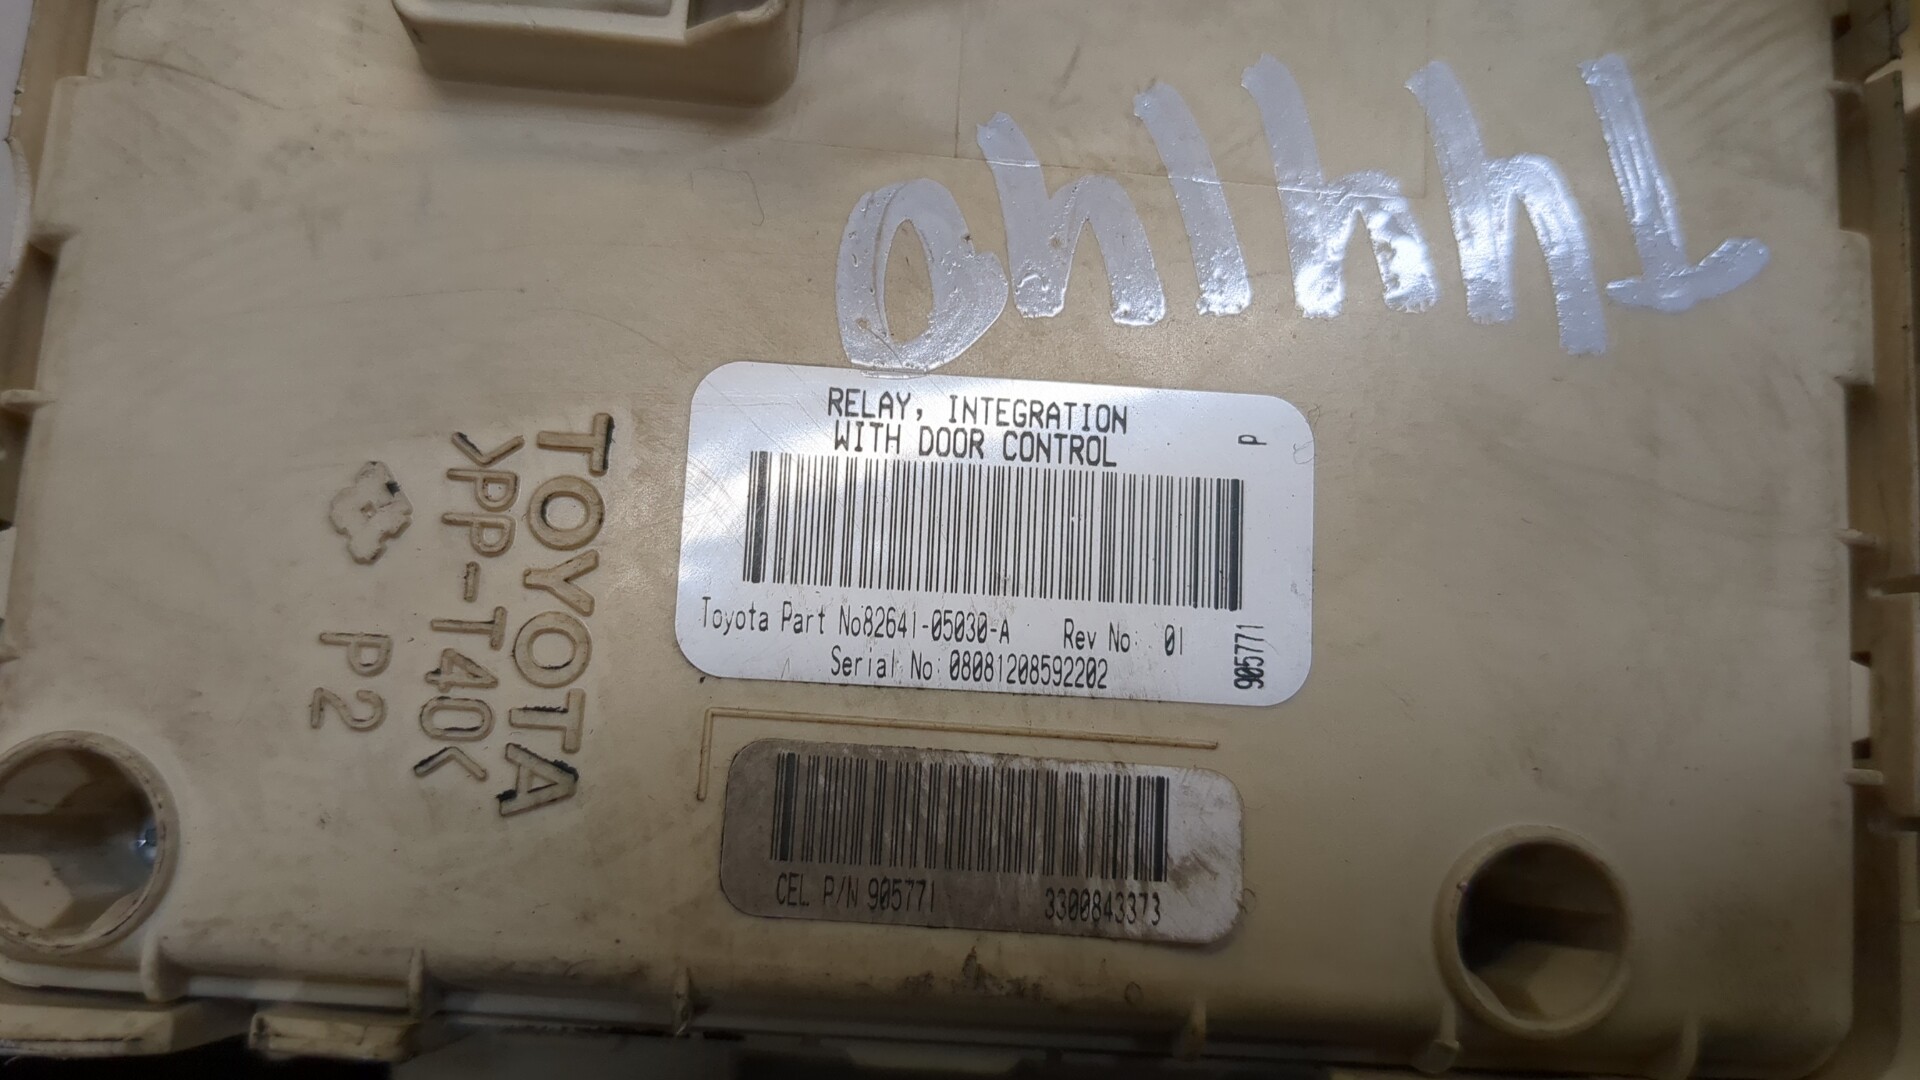 T44140
RELAY, INTEGRATION
WITH DOOR CONTROL
P
Toyota Part No82641-05030-A Rev No: 01
Serial No: 08081208592202
905771
CEL P/N 905771 3300843373
TOYOTA
>PP-T40<
P2